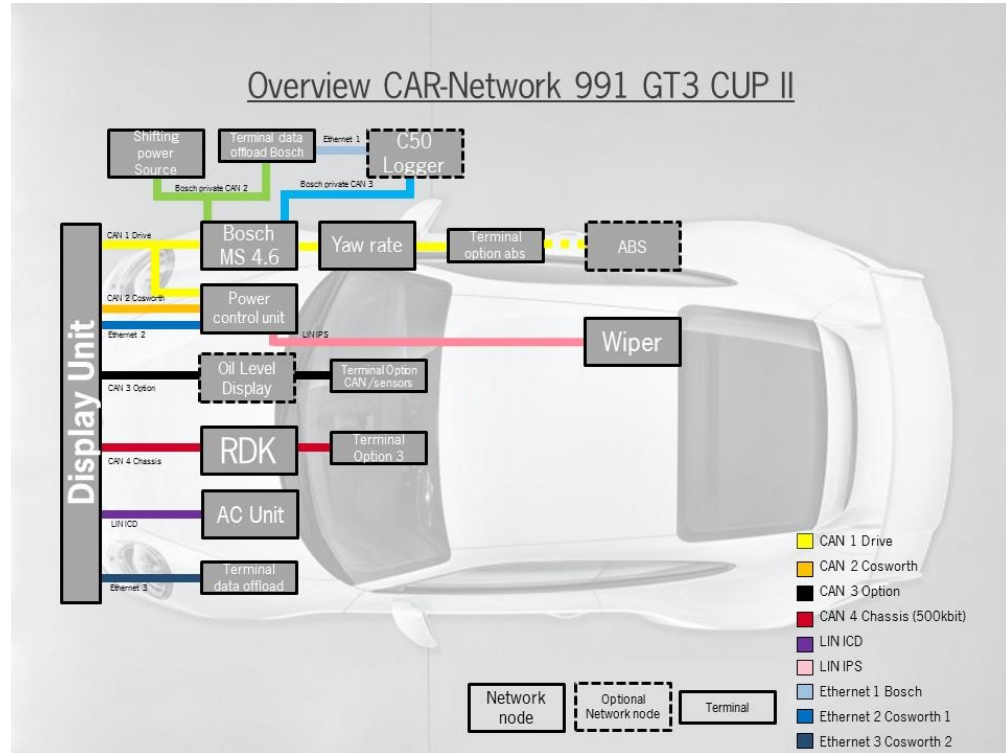 Overview CAR-Network 991 GT3 CUP II
Shifting
power
Source
Terminal data
offload Bosch
Ethernet 1
C50
Logger
Bosch private CAN 2
Bosch private CAN 3
Display Unit
CAN 1 Drive
Bosch
MS 4.6
Yaw rate
Terminal
option abs
ABS
CAN 2 Cosworth
Ethernet 2
Power
control unit
LIN IPS
Wiper
CAN 3 Option
Oil Level
Display
Terminal Option
CAN/sensors
CAN 4 Chassis
RDK
Terminal
Option 3
LIN ICD
AC Unit
Ethernet 3
Terminal
data offload
CAN 1 Drive
CAN 2 Cosworth
CAN 3 Option
CAN 4 Chassis (500kbit)
LIN ICD
LIN IPS
Ethernet 1 Bosch
Ethernet 2 Cosworth 1
Ethernet 3 Cosworth 2
Network
node
Optional
Network node
Terminal